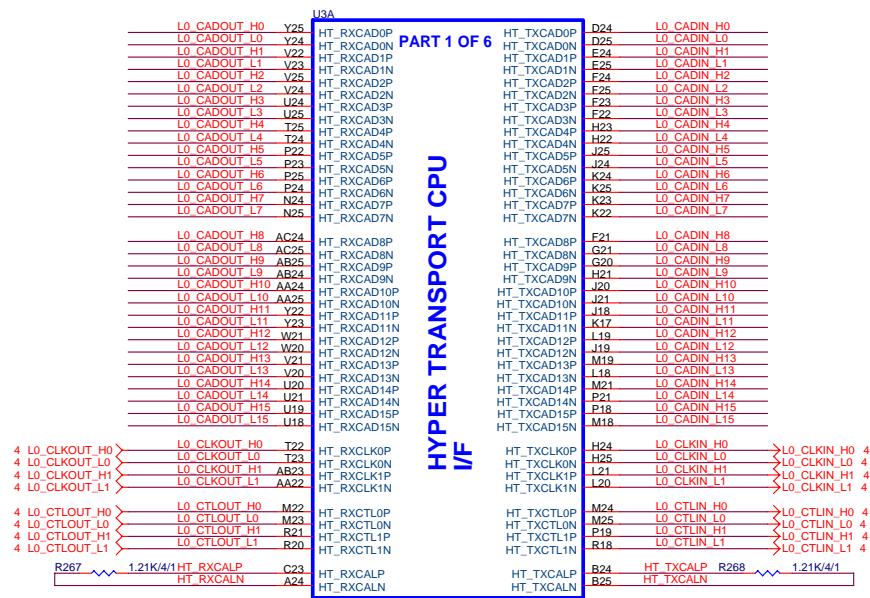 U3A
PART 1 OF 6
HYPER TRANSPORT CPU
I/F
L0_CADOUT_H0 Y25 HT_RXCAD0P HT_TXCAD0P D24 L0_CADIN_H0
L0_CADOUT_L0 Y24 HT_RXCAD0N HT_TXCAD0N D25 L0_CADIN_L0
L0_CADOUT_H1 V22 HT_RXCAD1P HT_TXCAD1P E24 L0_CADIN_H1
L0_CADOUT_L1 V23 HT_RXCAD1N HT_TXCAD1N E25 L0_CADIN_L1
L0_CADOUT_H2 V25 HT_RXCAD2P HT_TXCAD2P F24 L0_CADIN_H2
L0_CADOUT_L2 V24 HT_RXCAD2N HT_TXCAD2N F25 L0_CADIN_L2
L0_CADOUT_H3 U24 HT_RXCAD3P HT_TXCAD3P F23 L0_CADIN_H3
L0_CADOUT_L3 U25 HT_RXCAD3N HT_TXCAD3N F22 L0_CADIN_L3
L0_CADOUT_H4 T25 HT_RXCAD4P HT_TXCAD4P H23 L0_CADIN_H4
L0_CADOUT_L4 T24 HT_RXCAD4N HT_TXCAD4N H22 L0_CADIN_L4
L0_CADOUT_H5 P22 HT_RXCAD5P HT_TXCAD5P J25 L0_CADIN_H5
L0_CADOUT_L5 P23 HT_RXCAD5N HT_TXCAD5N J24 L0_CADIN_L5
L0_CADOUT_H6 P25 HT_RXCAD6P HT_TXCAD6P K24 L0_CADIN_H6
L0_CADOUT_L6 P24 HT_RXCAD6N HT_TXCAD6N K25 L0_CADIN_L6
L0_CADOUT_H7 N24 HT_RXCAD7P HT_TXCAD7P K23 L0_CADIN_H7
L0_CADOUT_L7 N25 HT_RXCAD7N HT_TXCAD7N K22 L0_CADIN_L7
L0_CADOUT_H8 AC24 HT_RXCAD8P HT_TXCAD8P F21 L0_CADIN_H8
L0_CADOUT_L8 AC25 HT_RXCAD8N HT_TXCAD8N G21 L0_CADIN_L8
L0_CADOUT_H9 AB25 HT_RXCAD9P HT_TXCAD9P G20 L0_CADIN_H9
L0_CADOUT_L9 AB24 HT_RXCAD9N HT_TXCAD9N H21 L0_CADIN_L9
L0_CADOUT_H10 AA24 HT_RXCAD10P HT_TXCAD10P J20 L0_CADIN_H10
L0_CADOUT_L10 AA25 HT_RXCAD10N HT_TXCAD10N J21 L0_CADIN_L10
L0_CADOUT_H11 Y22 HT_RXCAD11P HT_TXCAD11P J18 L0_CADIN_H11
L0_CADOUT_L11 Y23 HT_RXCAD11N HT_TXCAD11N K17 L0_CADIN_L11
L0_CADOUT_H12 W21 HT_RXCAD12P HT_TXCAD12P L19 L0_CADIN_H12
L0_CADOUT_L12 W20 HT_RXCAD12N HT_TXCAD12N J19 L0_CADIN_L12
L0_CADOUT_H13 V21 HT_RXCAD13P HT_TXCAD13P M19 L0_CADIN_H13
L0_CADOUT_L13 V20 HT_RXCAD13N HT_TXCAD13N L18 L0_CADIN_L13
L0_CADOUT_H14 U20 HT_RXCAD14P HT_TXCAD14P M21 L0_CADIN_H14
L0_CADOUT_L14 U21 HT_RXCAD14N HT_TXCAD14N P21 L0_CADIN_L14
L0_CADOUT_H15 U19 HT_RXCAD15P HT_TXCAD15P P18 L0_CADIN_H15
L0_CADOUT_L15 U18 HT_RXCAD15N HT_TXCAD15N M18 L0_CADIN_L15
4 L0_CLKOUT_H0 L0_CLKOUT_H0 T22 HT_RXCLK0P HT_TXCLK0P H24 L0_CLKIN_H0 L0_CLKIN_H0 4
4 L0_CLKOUT_L0 L0_CLKOUT_L0 T23 HT_RXCLK0N HT_TXCLK0N H25 L0_CLKIN_L0 L0_CLKIN_L0 4
4 L0_CLKOUT_H1 L0_CLKOUT_H1 AB23 HT_RXCLK1P HT_TXCLK1P L21 L0_CLKIN_H1 L0_CLKIN_H1 4
4 L0_CLKOUT_L1 L0_CLKOUT_L1 AA22 HT_RXCLK1N HT_TXCLK1N L20 L0_CLKIN_L1 L0_CLKIN_L1 4
4 L0_CTLOUT_H0 L0_CTLOUT_H0 M22 HT_RXCTL0P HT_TXCTL0P M24 L0_CTLIN_H0 L0_CTLIN_H0 4
4 L0_CTLOUT_L0 L0_CTLOUT_L0 M23 HT_RXCTL0N HT_TXCTL0N M25 L0_CTLIN_L0 L0_CTLIN_L0 4
4 L0_CTLOUT_H1 L0_CTLOUT_H1 R21 HT_RXCTL1P HT_TXCTL1P P19 L0_CTLIN_H1 L0_CTLIN_H1 4
4 L0_CTLOUT_L1 L0_CTLOUT_L1 R20 HT_RXCTL1N HT_TXCTL1N R18 L0_CTLIN_L1 L0_CTLIN_L1 4
R267 1.21K/4/1 HT_RXCALP C23 HT_RXCALP HT_TXCALP B24 HT_TXCALP R268 1.21K/4/1
HT_RXCALN A24 HT_RXCALN HT_TXCALN B25 HT_TXCALN